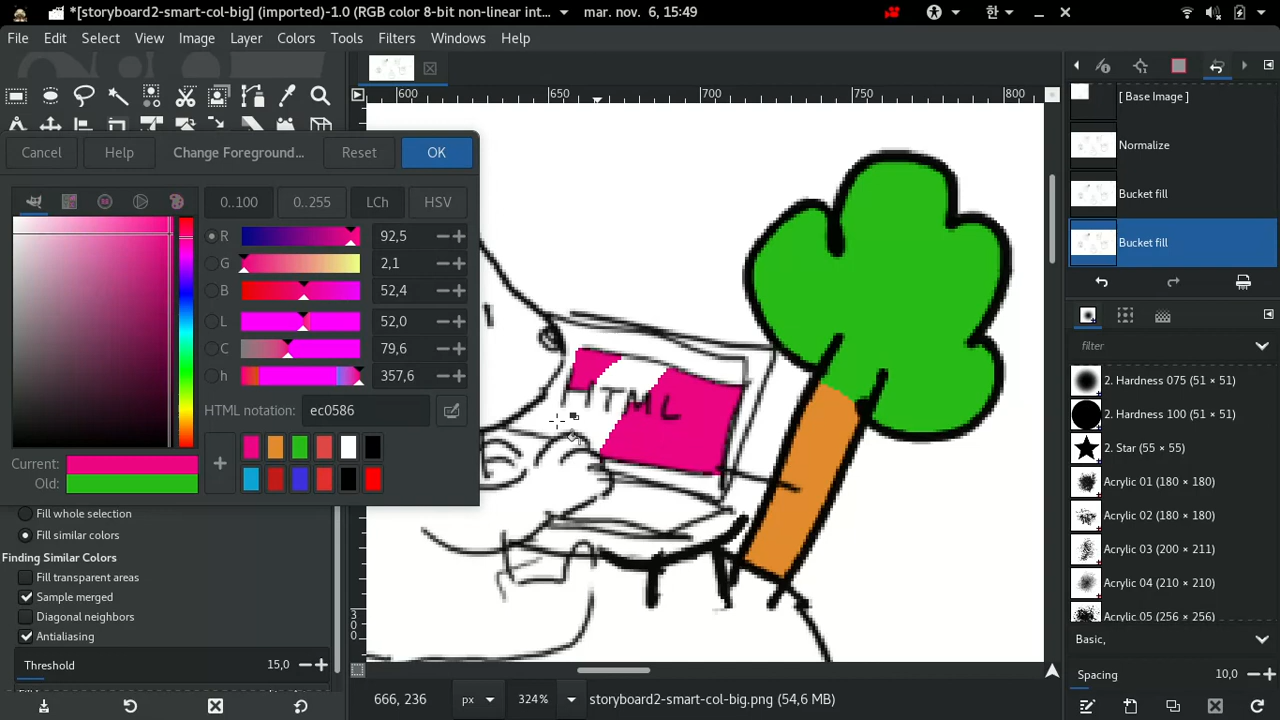 *[storyboard2-smart-col-big] (imported)-1.0 (RGB color 8-bit non-linear int...
mar. nov. 6, 15:49
한
File Edit Select View Image Layer Colors Tools Filters Windows Help
600 650 700 750 800
[ Base Image ]
Normalize
Bucket fill
Bucket fill
Cancel Help Change Foreground... Reset OK
0..100 0..255 LCh HSV
R 92,5
G 2,1
B 52,4
L 52,0
C 79,6
h 357,6
HTML notation: ec0586
Current:
Old:
HTML
Fill whole selection
Fill similar colors
Finding Similar Colors
Fill transparent areas
Sample merged
Diagonal neighbors
Antialiasing
Threshold 15,0
300
filter
2. Hardness 075 (51 × 51)
2. Hardness 100 (51 × 51)
2. Star (55 × 55)
Acrylic 01 (180 × 180)
Acrylic 02 (180 × 180)
Acrylic 03 (200 × 211)
Acrylic 04 (210 × 210)
Acrylic 05 (256 × 256)
Basic,
Spacing 10,0
666, 236 px 324% storyboard2-smart-col-big.png (54,6 MB)